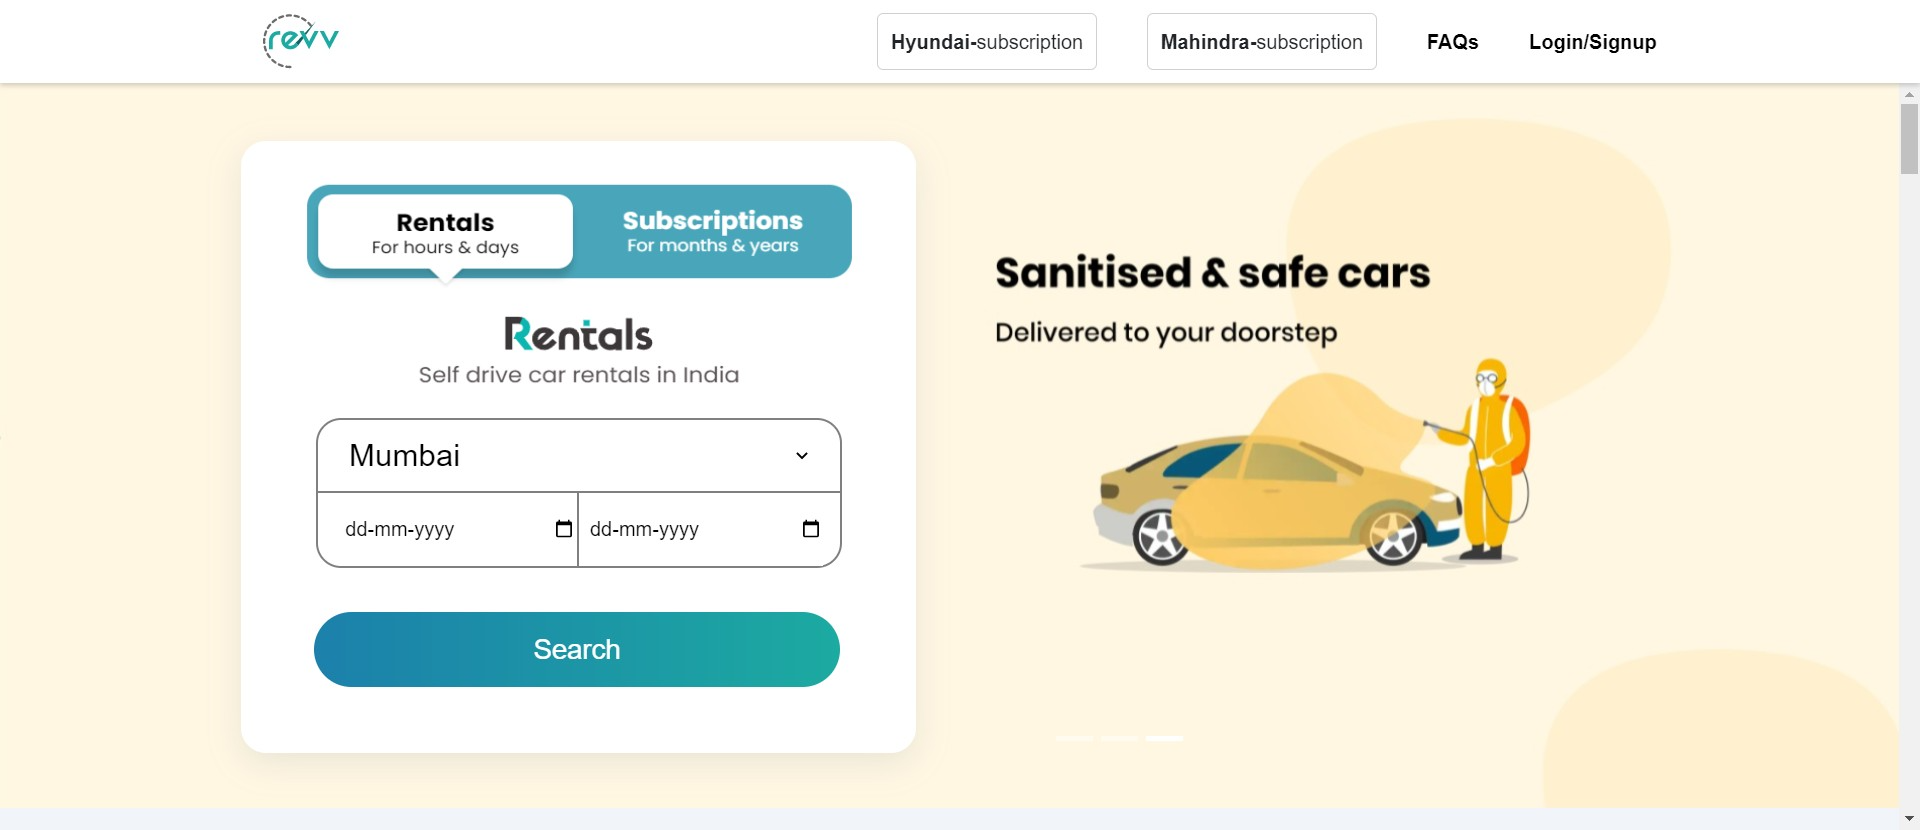 revv
Hyundai-subscription
Mahindra-subscription
FAQs
Login/Signup
Rentals
For hours & days
Subscriptions
For months & years
Rentals
Self drive car rentals in India
Mumbai
dd-mm-yyyy
dd-mm-yyyy
Search
Sanitised & safe cars
Delivered to your doorstep